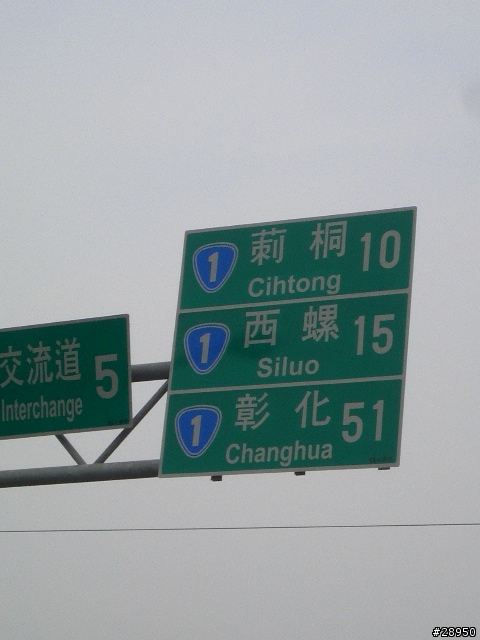 交流道 5
Interchange
1 莿桐 10
Cihtong
1 西螺 15
Siluo
1 彰化 51
Changhua
#28950